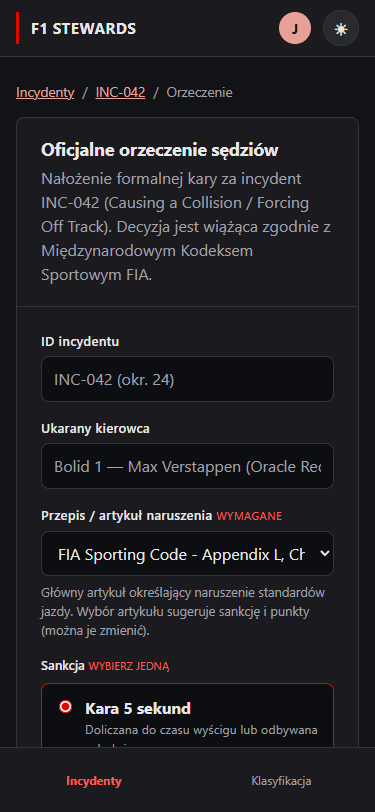 F1 STEWARDS
J
Incydenty / INC-042 / Orzeczenie
Oficjalne orzeczenie sędziów
Nałożenie formalnej kary za incydent
INC-042 (Causing a Collision / Forcing
Off Track). Decyzja jest wiążąca zgodnie z
Międzynarodowym Kodeksem
Sportowym FIA.
ID incydentu
INC-042 (okr. 24)
Ukarany kierowca
Bolid 1 — Max Verstappen (Oracle Rec
Przepis / artykuł naruszenia WYMAGANE
FIA Sporting Code - Appendix L, Ch
Główny artykuł określający naruszenie standardów
jazdy. Wybór artykułu sugeruje sankcję i punkty
(można je zmienić).
Sankcja WYBIERZ JEDNĄ
Kara 5 sekund
Doliczana do czasu wyścigu lub odbywana
Incydenty
Klasyfikacja